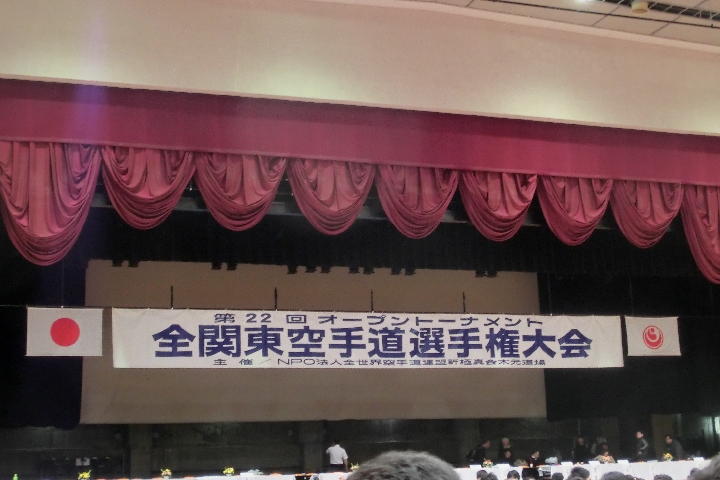 第22回オープントーナメント
全関東空手道選手権大会
主催／NPO法人全世界空手道連盟新極真会木元道場